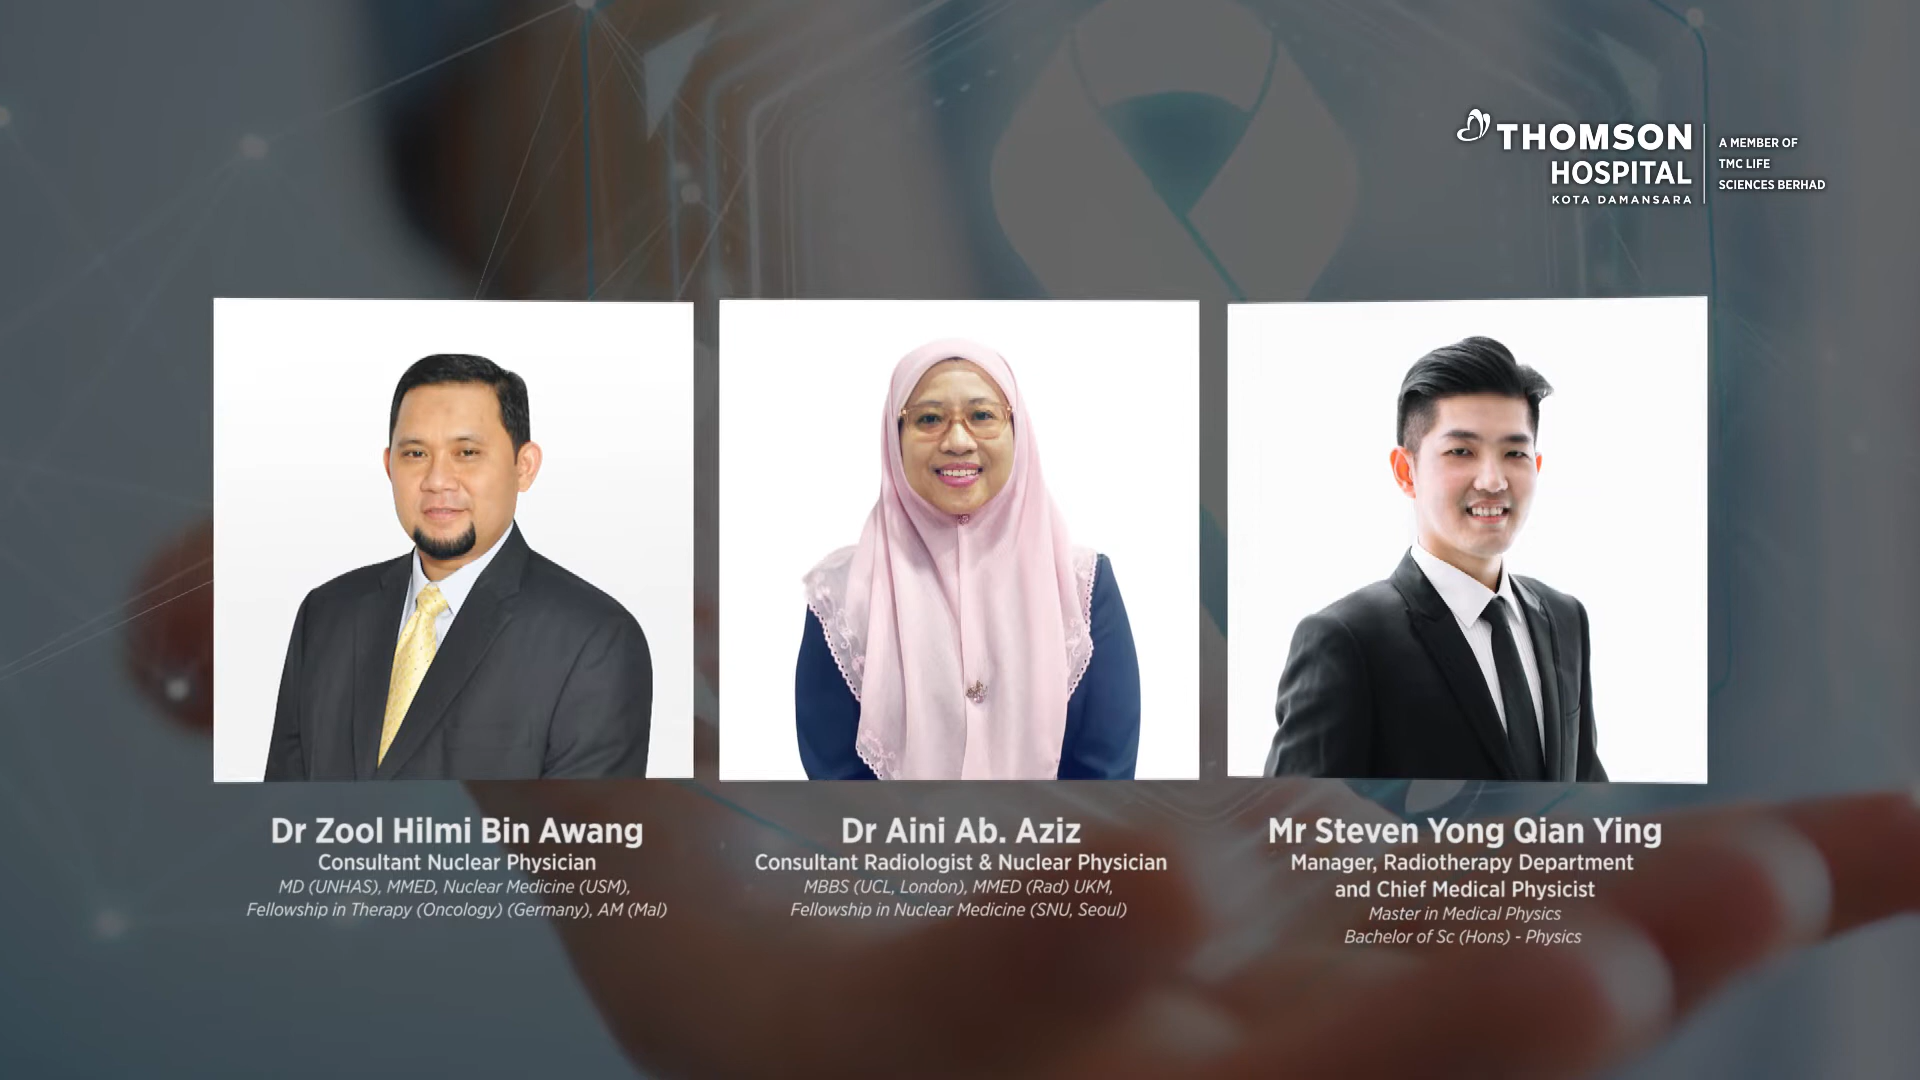 THOMSON
HOSPITAL
KOTA DAMANSARA
A MEMBER OF
TMC LIFE
SCIENCES BERHAD
Dr Zool Hilmi Bin Awang
Consultant Nuclear Physician
MD (UNHAS), MMED, Nuclear Medicine (USM),
Fellowship in Therapy (Oncology) (Germany), AM (Mal)
Dr Aini Ab. Aziz
Consultant Radiologist & Nuclear Physician
MBBS (UCL, London), MMED (Rad) UKM,
Fellowship in Nuclear Medicine (SNU, Seoul)
Mr Steven Yong Qian Ying
Manager, Radiotherapy Department
and Chief Medical Physicist
Master in Medical Physics
Bachelor of Sc (Hons) - Physics